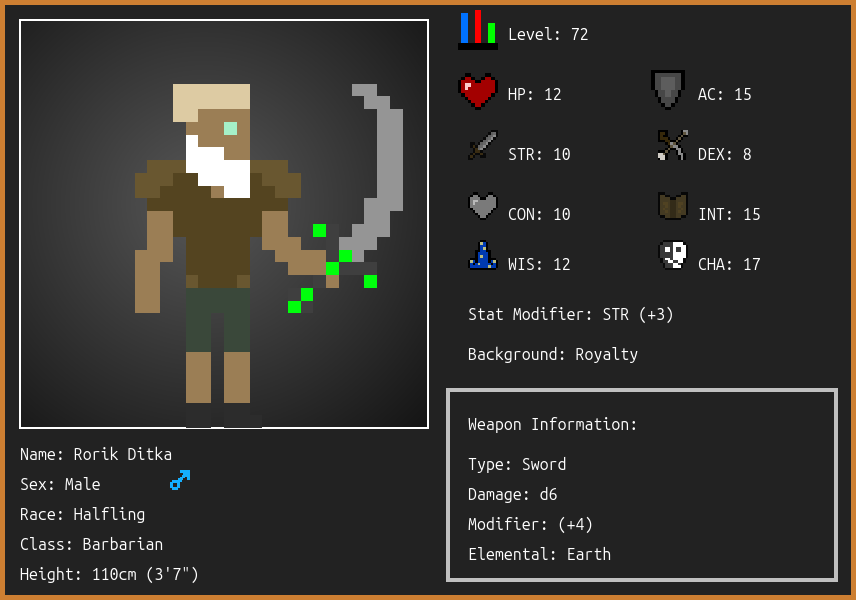 Level: 72
HP: 12
AC: 15
STR: 10
DEX: 8
CON: 10
INT: 15
WIS: 12
CHA: 17
Stat Modifier: STR (+3)
Background: Royalty
Weapon Information:
Type: Sword
Damage: d6
Modifier: (+4)
Elemental: Earth
Name: Rorik Ditka
Sex: Male
Race: Halfling
Class: Barbarian
Height: 110cm (3'7")